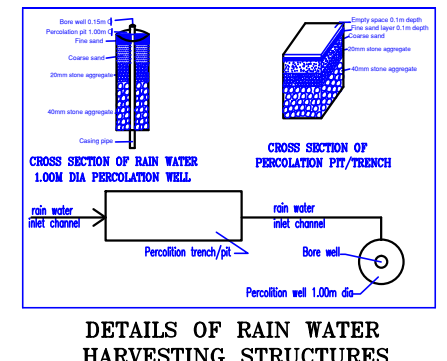 Bore well 0.15m
Percolation pit 1.00m
Fine sand
Coarse sand
20mm stone aggregate
40mm stone aggregate
Casing pipe
CROSS SECTION OF RAIN WATER
1.00M DIA PERCOLATION WELL
Empty space 0.1m depth
Fine sand layer 0.1m depth
Coarse sand
20mm stone aggregate
40mm stone aggregate
CROSS SECTION OF
PERCOLATION PIT/TRENCH
rain water
inlet channel
Percolition trench/pit
rain water
inlet channel
Bore well
Percolition well 1.00m dia
DETAILS OF RAIN WATER
HARVESTING STRUCTURES